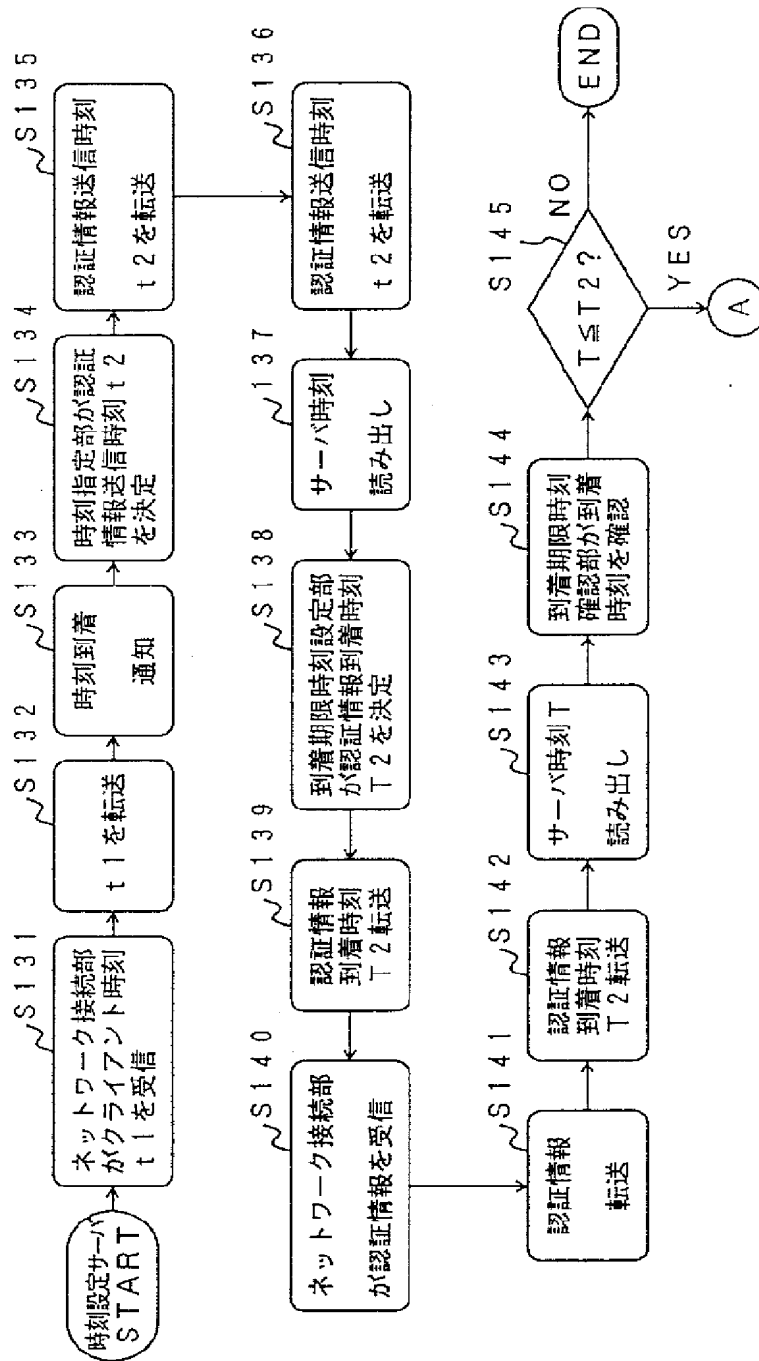 時刻設定サーバ
START
S131
ネットワーク接続部
がクライアント時刻
t1を受信
S132
t1を転送
S133
時刻到着
通知
S134
時刻指定部が認証
情報送信時刻t2
を決定
S135
認証情報送信時刻
t2を転送
S136
認証情報送信時刻
t2を転送
137
サーバ時刻
読み出し
S138
到着期限時刻設定部
が認証情報到着時刻
T2を決定
S139
認証情報
到着時刻
T2転送
S140
ネットワーク接続部
が認証情報を受信
S141
認証情報
転送
S142
認証情報
到着時刻
T2転送
S143
サーバ時刻T
読み出し
S144
到着期限時刻
確認部が到着
時刻を確認
S145
T≦T2?
NO
END
YES
A